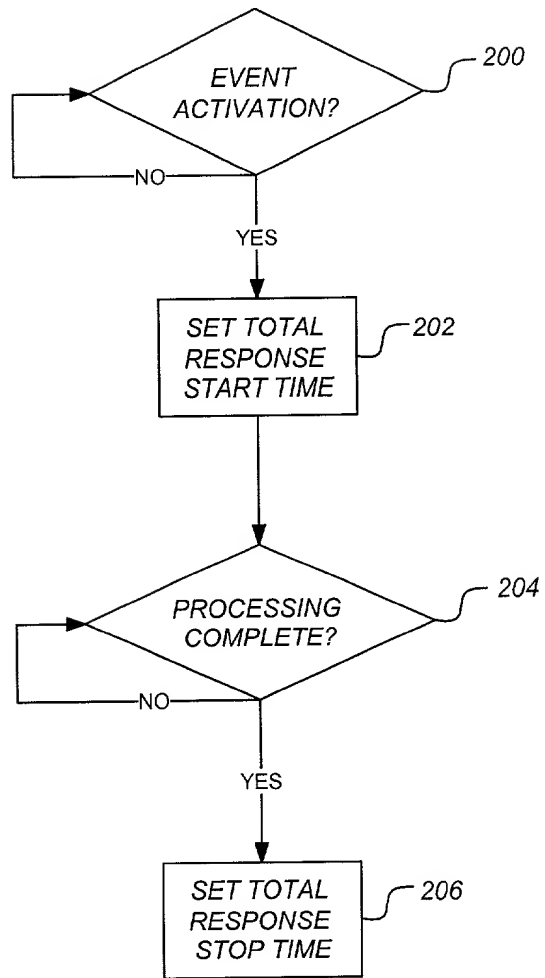 EVENT
ACTIVATION?
200
NO
YES
SET TOTAL
RESPONSE
START TIME
202
PROCESSING
COMPLETE?
204
NO
YES
SET TOTAL
RESPONSE
STOP TIME
206